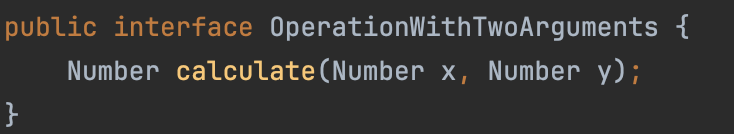 public interface OperationWithTwoArguments {
    Number calculate(Number x, Number y);
}